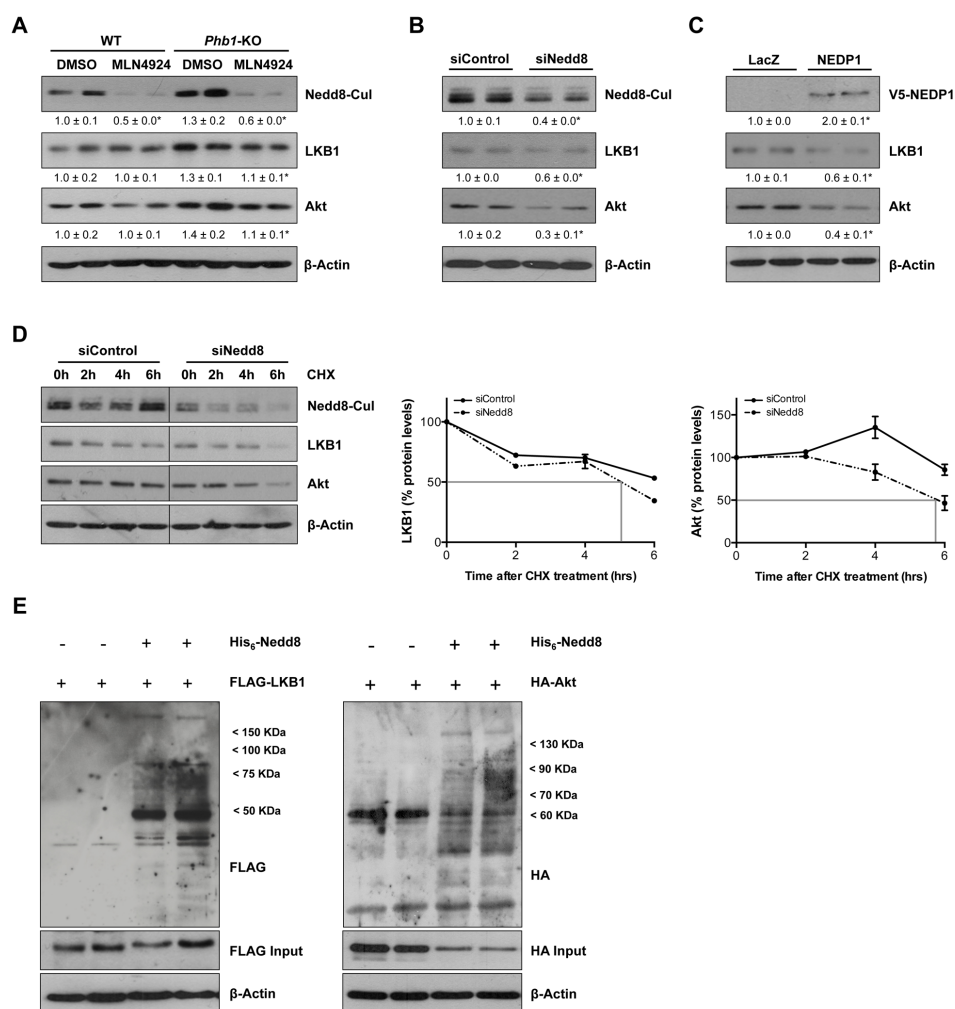 A
WT Phb1-KO
DMSO MLN4924 DMSO MLN4924
Nedd8-Cul
1.0 ± 0.1 0.5 ± 0.0* 1.3 ± 0.2 0.6 ± 0.0*
LKB1
1.0 ± 0.2 1.0 ± 0.1 1.3 ± 0.1 1.1 ± 0.1*
Akt
1.0 ± 0.2 1.0 ± 0.1 1.4 ± 0.2 1.1 ± 0.1*
β-Actin
B
siControl siNedd8
Nedd8-Cul
1.0 ± 0.1 0.4 ± 0.0*
LKB1
1.0 ± 0.0 0.6 ± 0.0*
Akt
1.0 ± 0.2 0.3 ± 0.1*
β-Actin
C
LacZ NEDP1
V5-NEDP1
1.0 ± 0.0 2.0 ± 0.1*
LKB1
1.0 ± 0.1 0.6 ± 0.1*
Akt
1.0 ± 0.0 0.4 ± 0.1*
β-Actin
D
siControl siNedd8
0h 2h 4h 6h 0h 2h 4h 6h CHX
Nedd8-Cul
LKB1
Akt
β-Actin
siControl
siNedd8
LKB1 (% protein levels)
100
50
0
0 2 4 6
Time after CHX treatment (hrs)
siControl
siNedd8
Akt (% protein levels)
150
100
50
0
0 2 4 6
Time after CHX treatment (hrs)
E
- - + + His6-Nedd8
+ + + + FLAG-LKB1
< 150 KDa
< 100 KDa
< 75 KDa
< 50 KDa
FLAG
FLAG Input
β-Actin
- - + + His6-Nedd8
+ + + + HA-Akt
< 130 KDa
< 90 KDa
< 70 KDa
< 60 KDa
HA
HA Input
β-Actin